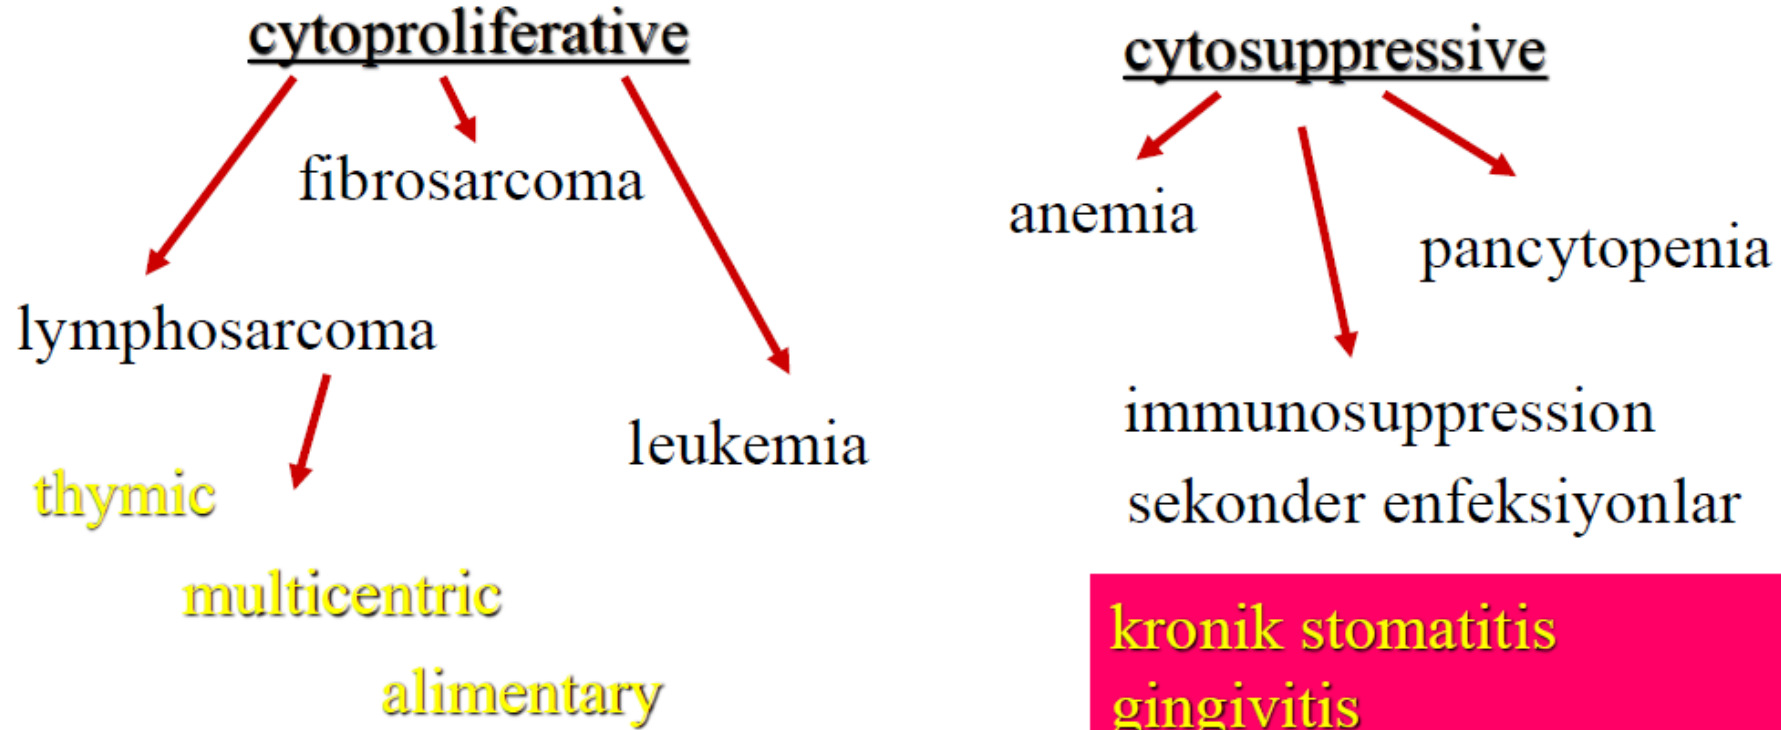 cytoproliferative
fibrosarcoma
lymphosarcoma
leukemia
thymic
multicentric
alimentary
cytosuppressive
anemia
pancytopenia
immunosuppression
sekonder enfeksiyonlar
kronik stomatitis
gingivitis